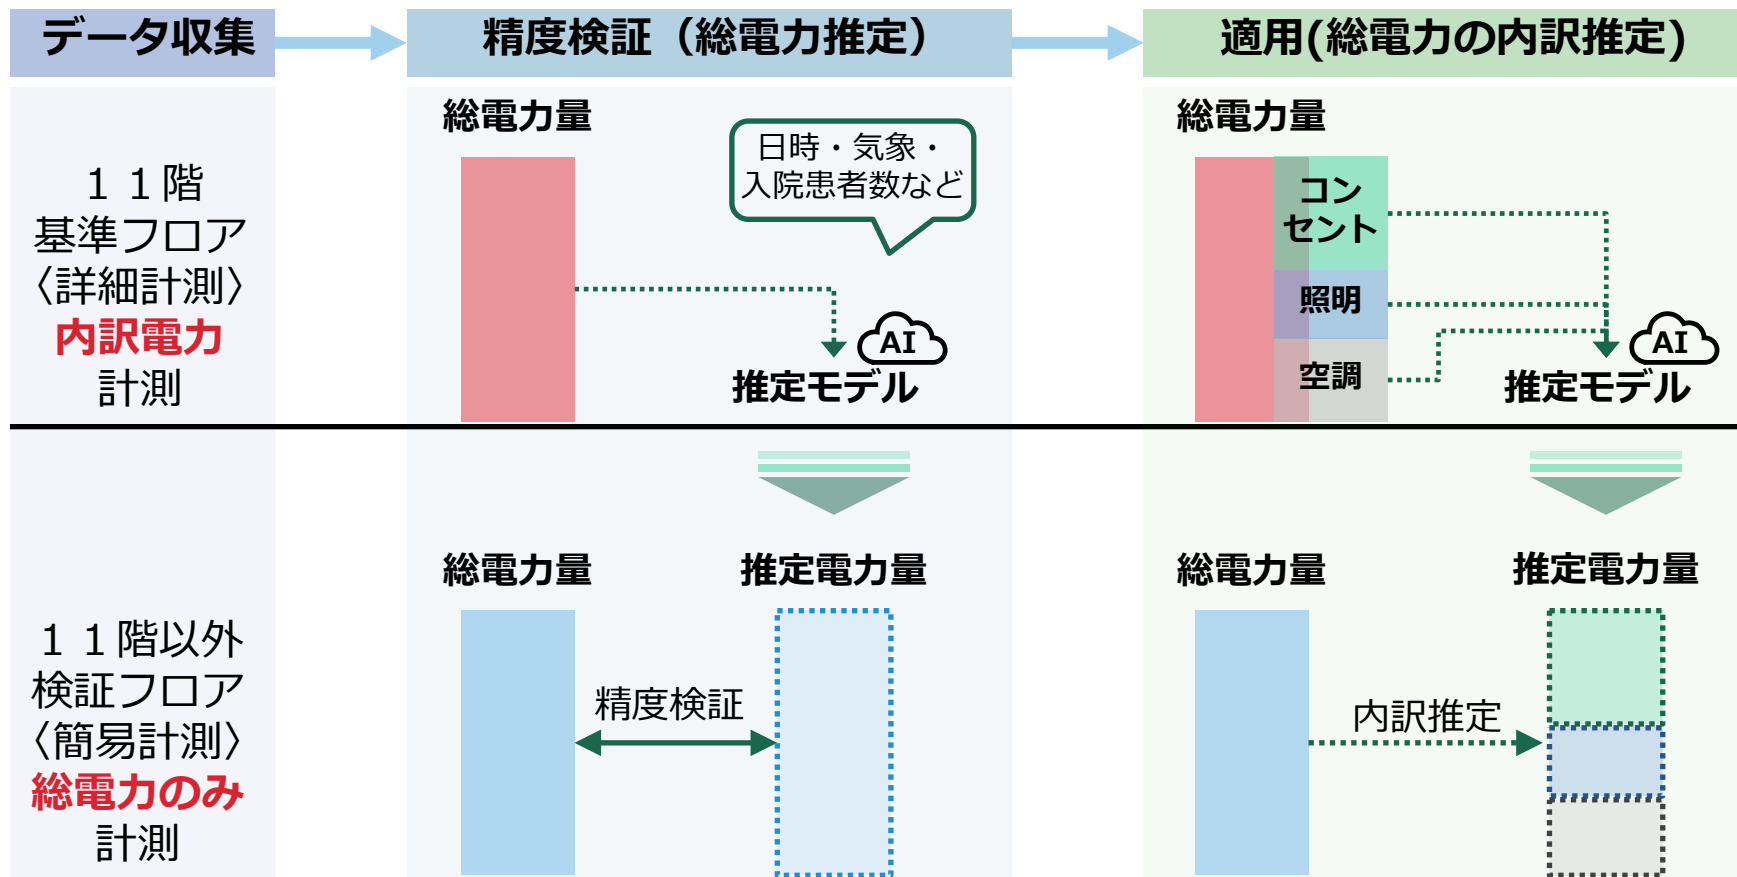 データ収集
精度検証（総電力推定）
適用(総電力の内訳推定)
１１階
基準フロア
〈詳細計測〉
内訳電力
計測
総電力量
日時・気象・
入院患者数など
AI
推定モデル
総電力量
コン
セント
照明
空調
AI
推定モデル
１１階以外
検証フロア
〈簡易計測〉
総電力のみ
計測
総電力量
推定電力量
精度検証
総電力量
推定電力量
内訳推定